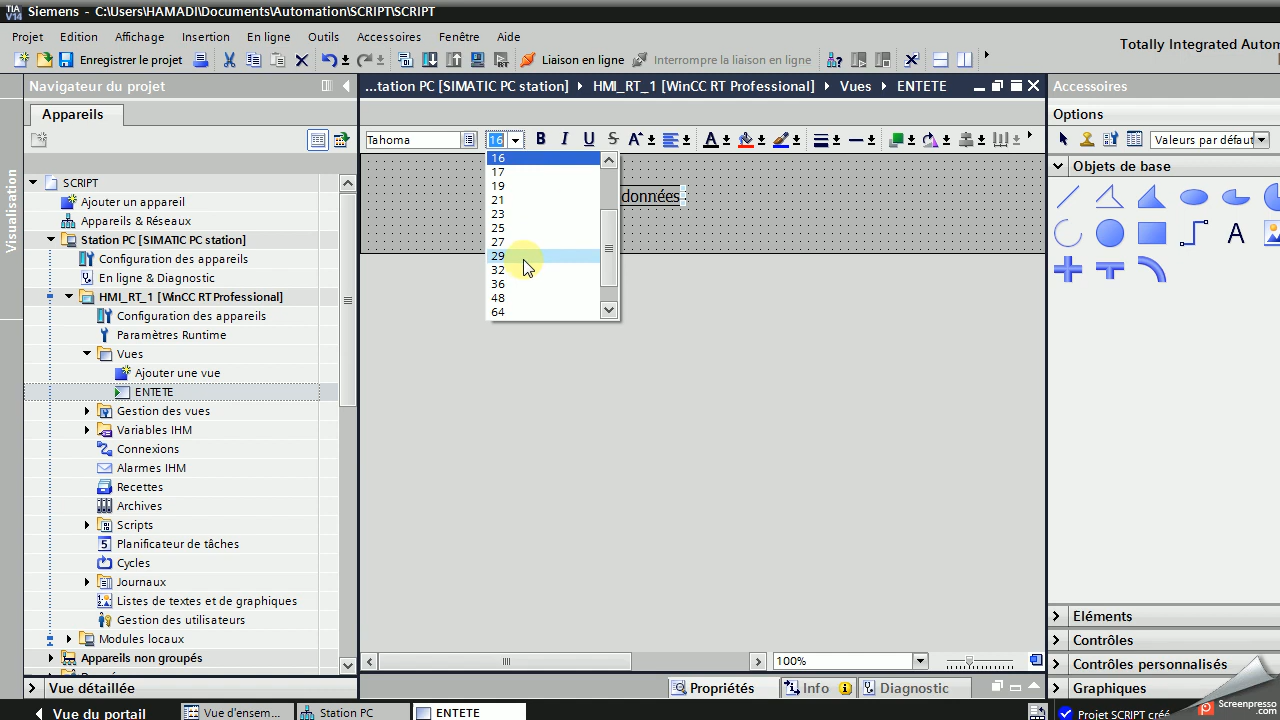 TIA V14 Siemens - C:\Users\HAMADI\Documents\Automation\SCRIPT\SCRIPT
Projet Edition Affichage Insertion En ligne Outils Accessoires Fenêtre Aide
Totally Integrated Autom
Enregistrer le projet Liaison en ligne Interrompre la liaison en ligne
Navigateur du projet
...tation PC [SIMATIC PC station] HMI_RT_1 [WinCC RT Professional] Vues ENTETE
Accessoires
Appareils
Options
Tahoma 16 B I U S A A
Valeurs par défaut
Visualisation
Objets de base
16
17
19
21
23
25
27
29
32
36
48
64
données
A
SCRIPT
Ajouter un appareil
Appareils & Réseaux
Station PC [SIMATIC PC station]
Configuration des appareils
En ligne & Diagnostic
HMI_RT_1 [WinCC RT Professional]
Configuration des appareils
Paramètres Runtime
Vues
Ajouter une vue
ENTETE
Gestion des vues
Variables IHM
Connexions
Alarmes IHM
Recettes
Archives
Scripts
Planificateur de tâches
Cycles
Journaux
Listes de textes et de graphiques
Gestion des utilisateurs
Modules locaux
Appareils non groupés
Vue détaillée
100%
Propriétés Info Diagnostic
Eléments
Contrôles
Contrôles personnalisés
Graphiques
Vue du portail Vue d'ensem... Station PC ENTETE
Projet SCRIPT créé
Screenpresso.com